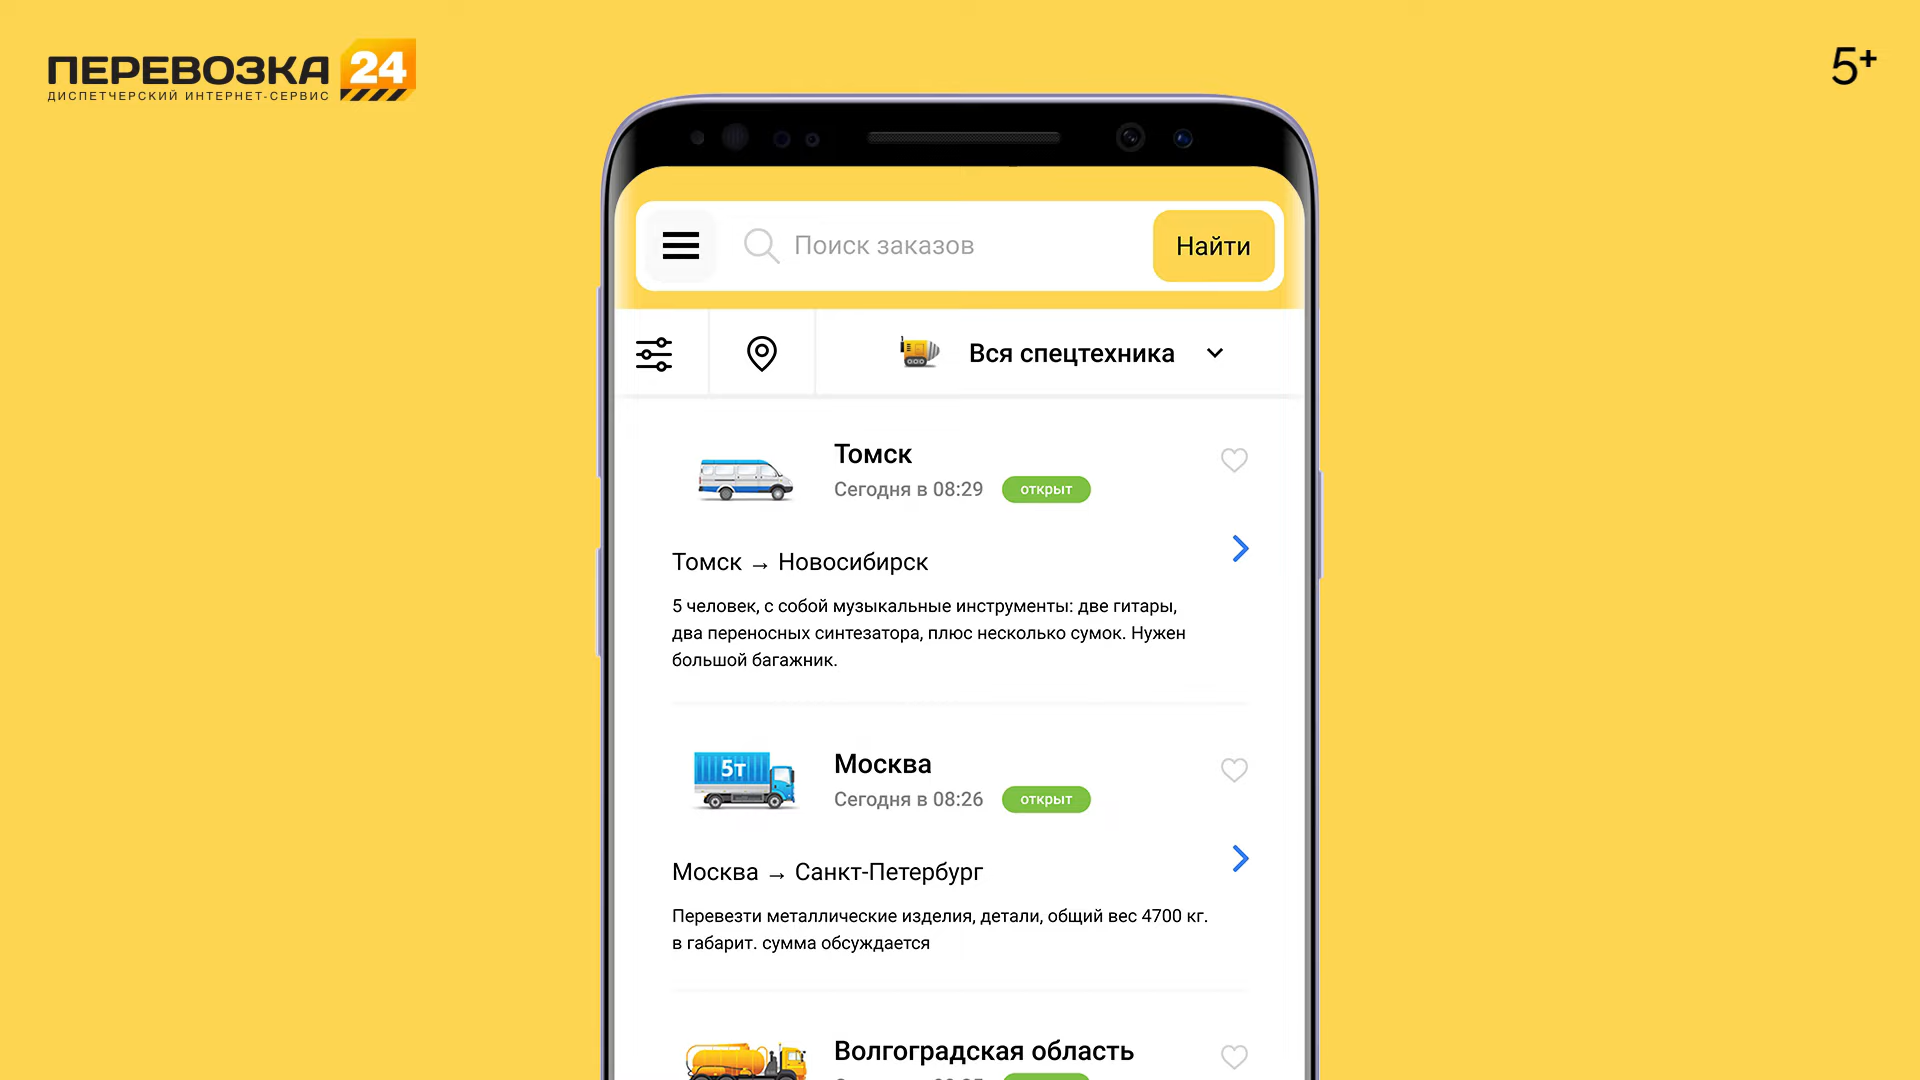 ПЕРЕВОЗКА 24
ДИСПЕТЧЕРСКИЙ ИНТЕРНЕТ-СЕРВИС
5+
Поиск заказов
Найти
Вся спецтехника
Томск
Сегодня в 08:29 открыт
Томск → Новосибирск
5 человек, с собой музыкальные инструменты: две гитары,
два переносных синтезатора, плюс несколько сумок. Нужен
большой багажник.
5т
Москва
Сегодня в 08:26 открыт
Москва → Санкт-Петербург
Перевезти металлические изделия, детали, общий вес 4700 кг.
в габарит. сумма обсуждается
Волгоградская область